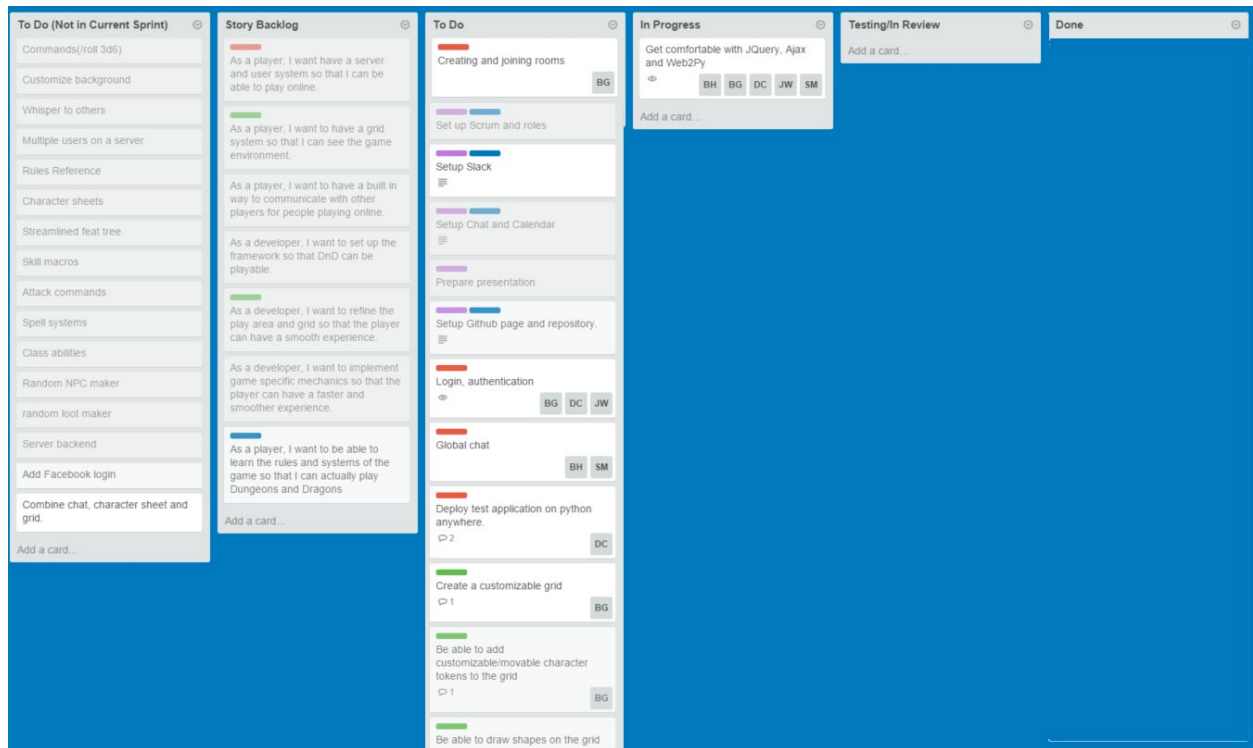 To Do (Not in Current Sprint)
Commands(/roll 3d6)
Customize background
Whisper to others
Multiple users on a server
Rules Reference
Character sheets
Streamlined feat tree
Skill macros
Attack commands
Spell systems
Class abilities
Random NPC maker
random loot maker
Server backend
Add Facebook login
Combine chat, character sheet and
grid.
Add a card...
Story Backlog
As a player, I want have a server
and user system so that I can be
able to play online.
As a player, I want to have a grid
system so that I can see the game
environment.
As a player, I want to have a built in
way to communicate with other
players for people playing online.
As a developer, I want to set up the
framework so that DnD can be
playable.
As a developer, I want to refine the
play area and grid so that the player
can have a smooth experience.
As a developer, I want to implement
game specific mechanics so that the
player can have a faster and
smoother experience.
As a player, I want to be able to
learn the rules and systems of the
game so that I can actually play
Dungeons and Dragons
Add a card...
To Do
Creating and joining rooms
BG
Set up Scrum and roles
Setup Slack
Setup Chat and Calendar
Prepare presentation
Setup Github page and repository.
Login, authentication
BG DC JW
Global chat
BH SM
Deploy test application on python
anywhere.
2
DC
Create a customizable grid
1
BG
Be able to add
customizable/movable character
tokens to the grid
1
BG
Be able to draw shapes on the grid
In Progress
Get comfortable with JQuery, Ajax
and Web2Py
BH BG DC JW SM
Add a card...
Testing/In Review
Add a card...
Done